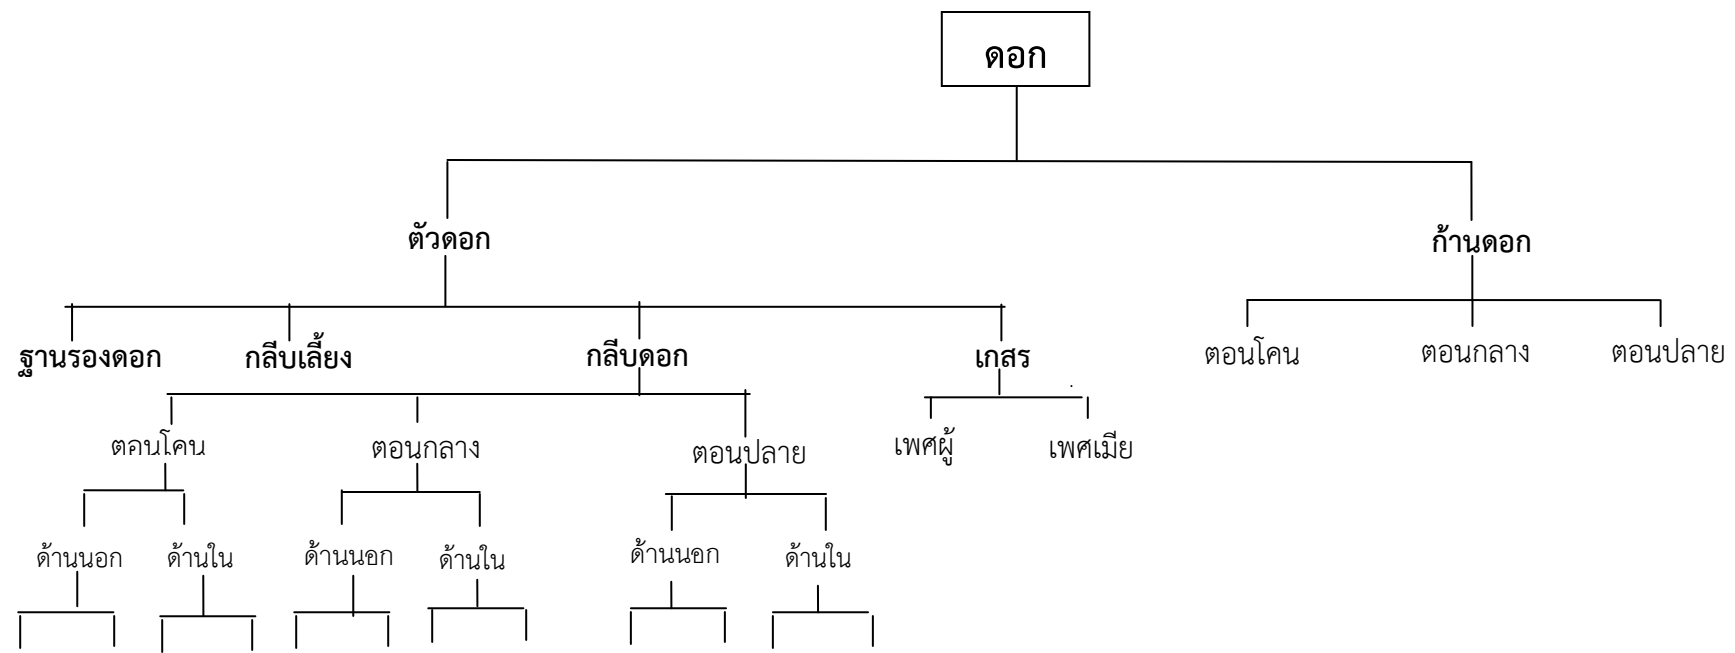 ดอก
ตัวดอก ก้านดอก
ฐานรองดอก กลีบเลี้ยง กลีบดอก เกสร ตอนโคน ตอนกลาง ตอนปลาย
ตอนโคน ตอนกลาง ตอนปลาย เพศผู้ เพศเมีย
ด้านนอก ด้านใน ด้านนอก ด้านใน ด้านนอก ด้านใน